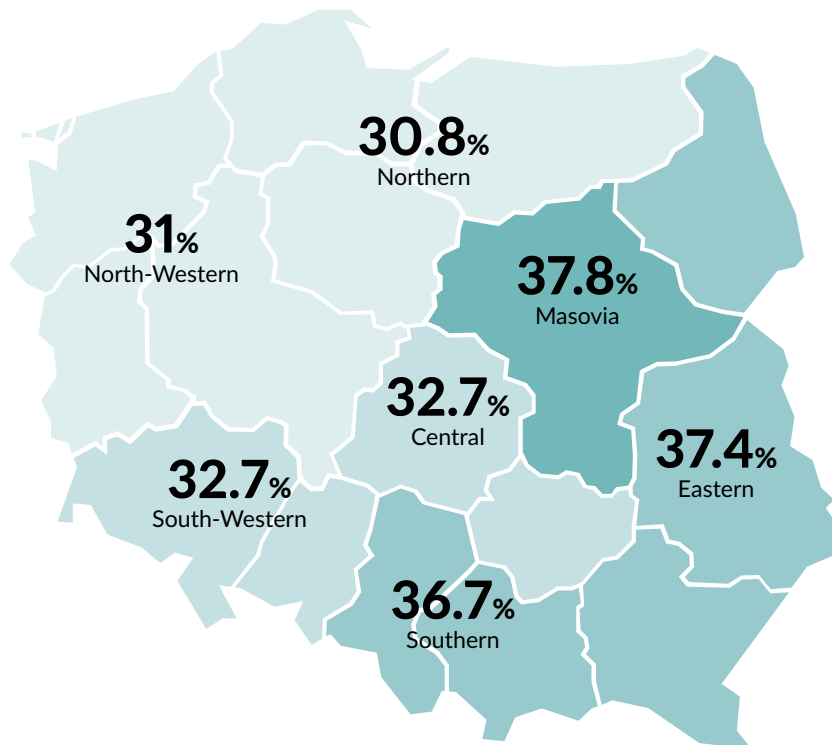 30.8%
Northern
31%
North-Western
37.8%
Masovia
32.7%
Central
37.4%
Eastern
32.7%
South-Western
36.7%
Southern